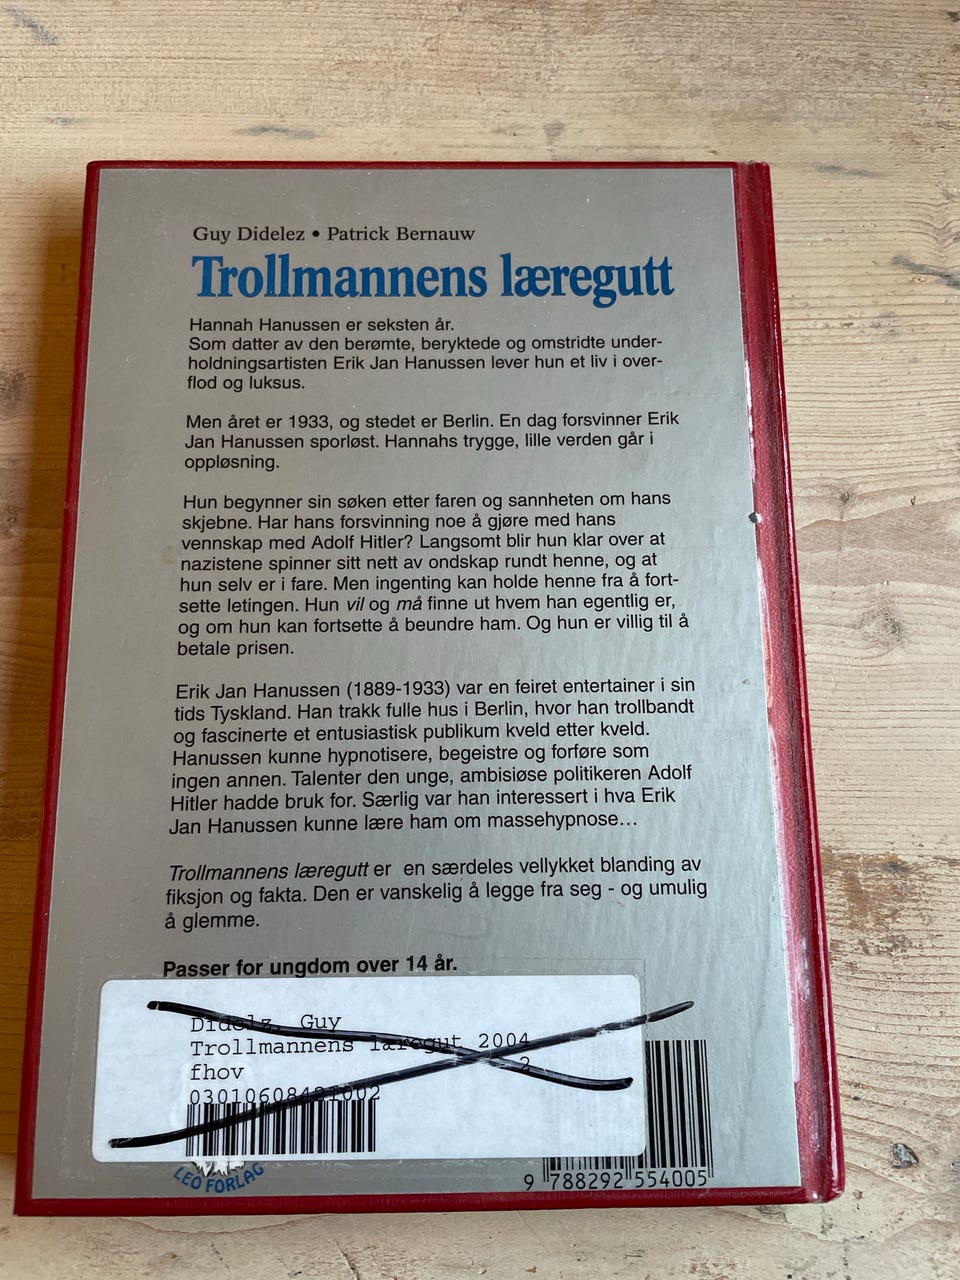 Guy Didelez • Patrick Bernauw
Trollmannens læregutt
Hannah Hanussen er seksten år.
Som datter av den berømte, beryktede og omstridte under-
holdningsartisten Erik Jan Hanussen lever hun et liv i over-
flod og luksus.
Men året er 1933, og stedet er Berlin. En dag forsvinner Erik
Jan Hanussen sporløst. Hannahs trygge, lille verden går i
oppløsning.
Hun begynner sin søken etter faren og sannheten om hans
skjebne. Har hans forsvinning noe å gjøre med hans
vennskap med Adolf Hitler? Langsomt blir hun klar over at
nazistene spinner sitt nett av ondskap rundt henne, og at
hun selv er i fare. Men ingenting kan holde henne fra å fort-
sette letingen. Hun vil og må finne ut hvem han egentlig er,
og om hun kan fortsette å beundre ham. Og hun er villig til å
betale prisen.
Erik Jan Hanussen (1889-1933) var en feiret entertainer i sin
tids Tyskland. Han trakk fulle hus i Berlin, hvor han trollbandt
og fascinerte et entusiastisk publikum kveld etter kveld.
Hanussen kunne hypnotisere, begeistre og forføre som
ingen annen. Talenter den unge, ambisiøse politikeren Adolf
Hitler hadde bruk for. Særlig var han interessert i hva Erik
Jan Hanussen kunne lære ham om massehypnose...
Trollmannens læregutt er en særdeles vellykket blanding av
fiksjon og fakta. Den er vanskelig å legge fra seg - og umulig
å glemme.
Passer for ungdom over 14 år.
Didelz, Guy
Trollmannens læregut 2004
fhov 2
03010608421002
LEO FORLAG
9 788292 554005